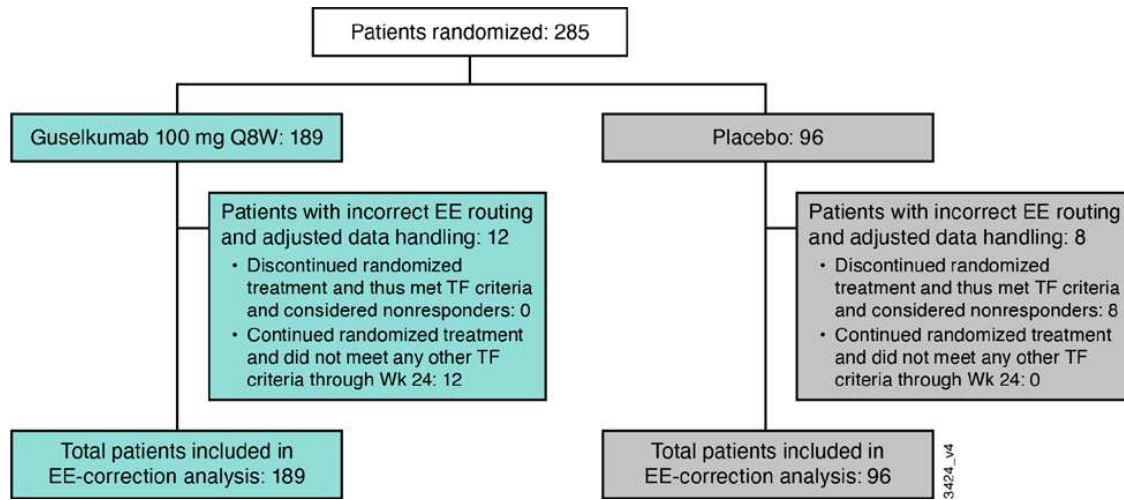 Patients randomized: 285
Guselkumab 100 mg Q8W: 189
Placebo: 96
Patients with incorrect EE routing
and adjusted data handling: 12
• Discontinued randomized
treatment and thus met TF criteria
and considered nonresponders: 0
• Continued randomized treatment
and did not meet any other TF
criteria through Wk 24: 12
Patients with incorrect EE routing
and adjusted data handling: 8
• Discontinued randomized
treatment and thus met TF criteria
and considered nonresponders: 8
• Continued randomized treatment
and did not meet any other TF
criteria through Wk 24: 0
Total patients included in
EE-correction analysis: 189
Total patients included in
EE-correction analysis: 96
3424_v4